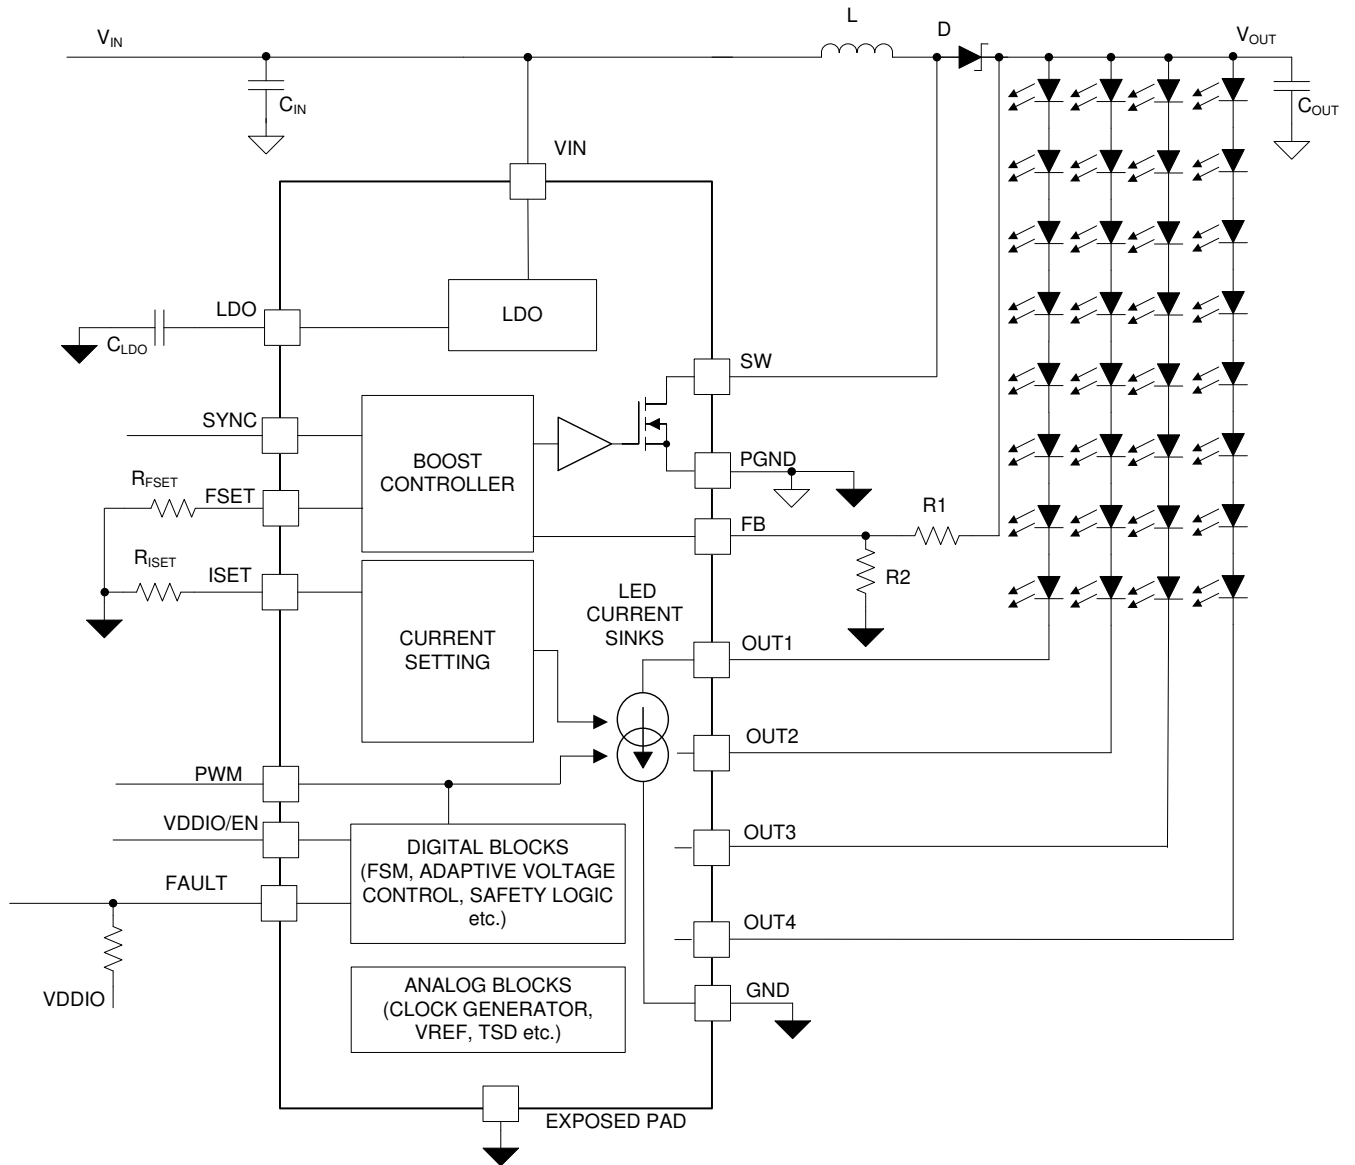 L
D
VIN
VOUT
CIN
COUT
VIN
LDO
LDO
CLDO
SW
SYNC
BOOST
CONTROLLER
PGND
RFSET
FSET
R1
FB
RISET
ISET
R2
LED
CURRENT
SINKS
CURRENT
SETTING
OUT1
OUT2
PWM
VDDIO/EN
OUT3
DIGITAL BLOCKS
(FSM, ADAPTIVE VOLTAGE
CONTROL, SAFETY LOGIC
etc.)
FAULT
OUT4
VDDIO
ANALOG BLOCKS
(CLOCK GENERATOR,
VREF, TSD etc.)
GND
EXPOSED PAD